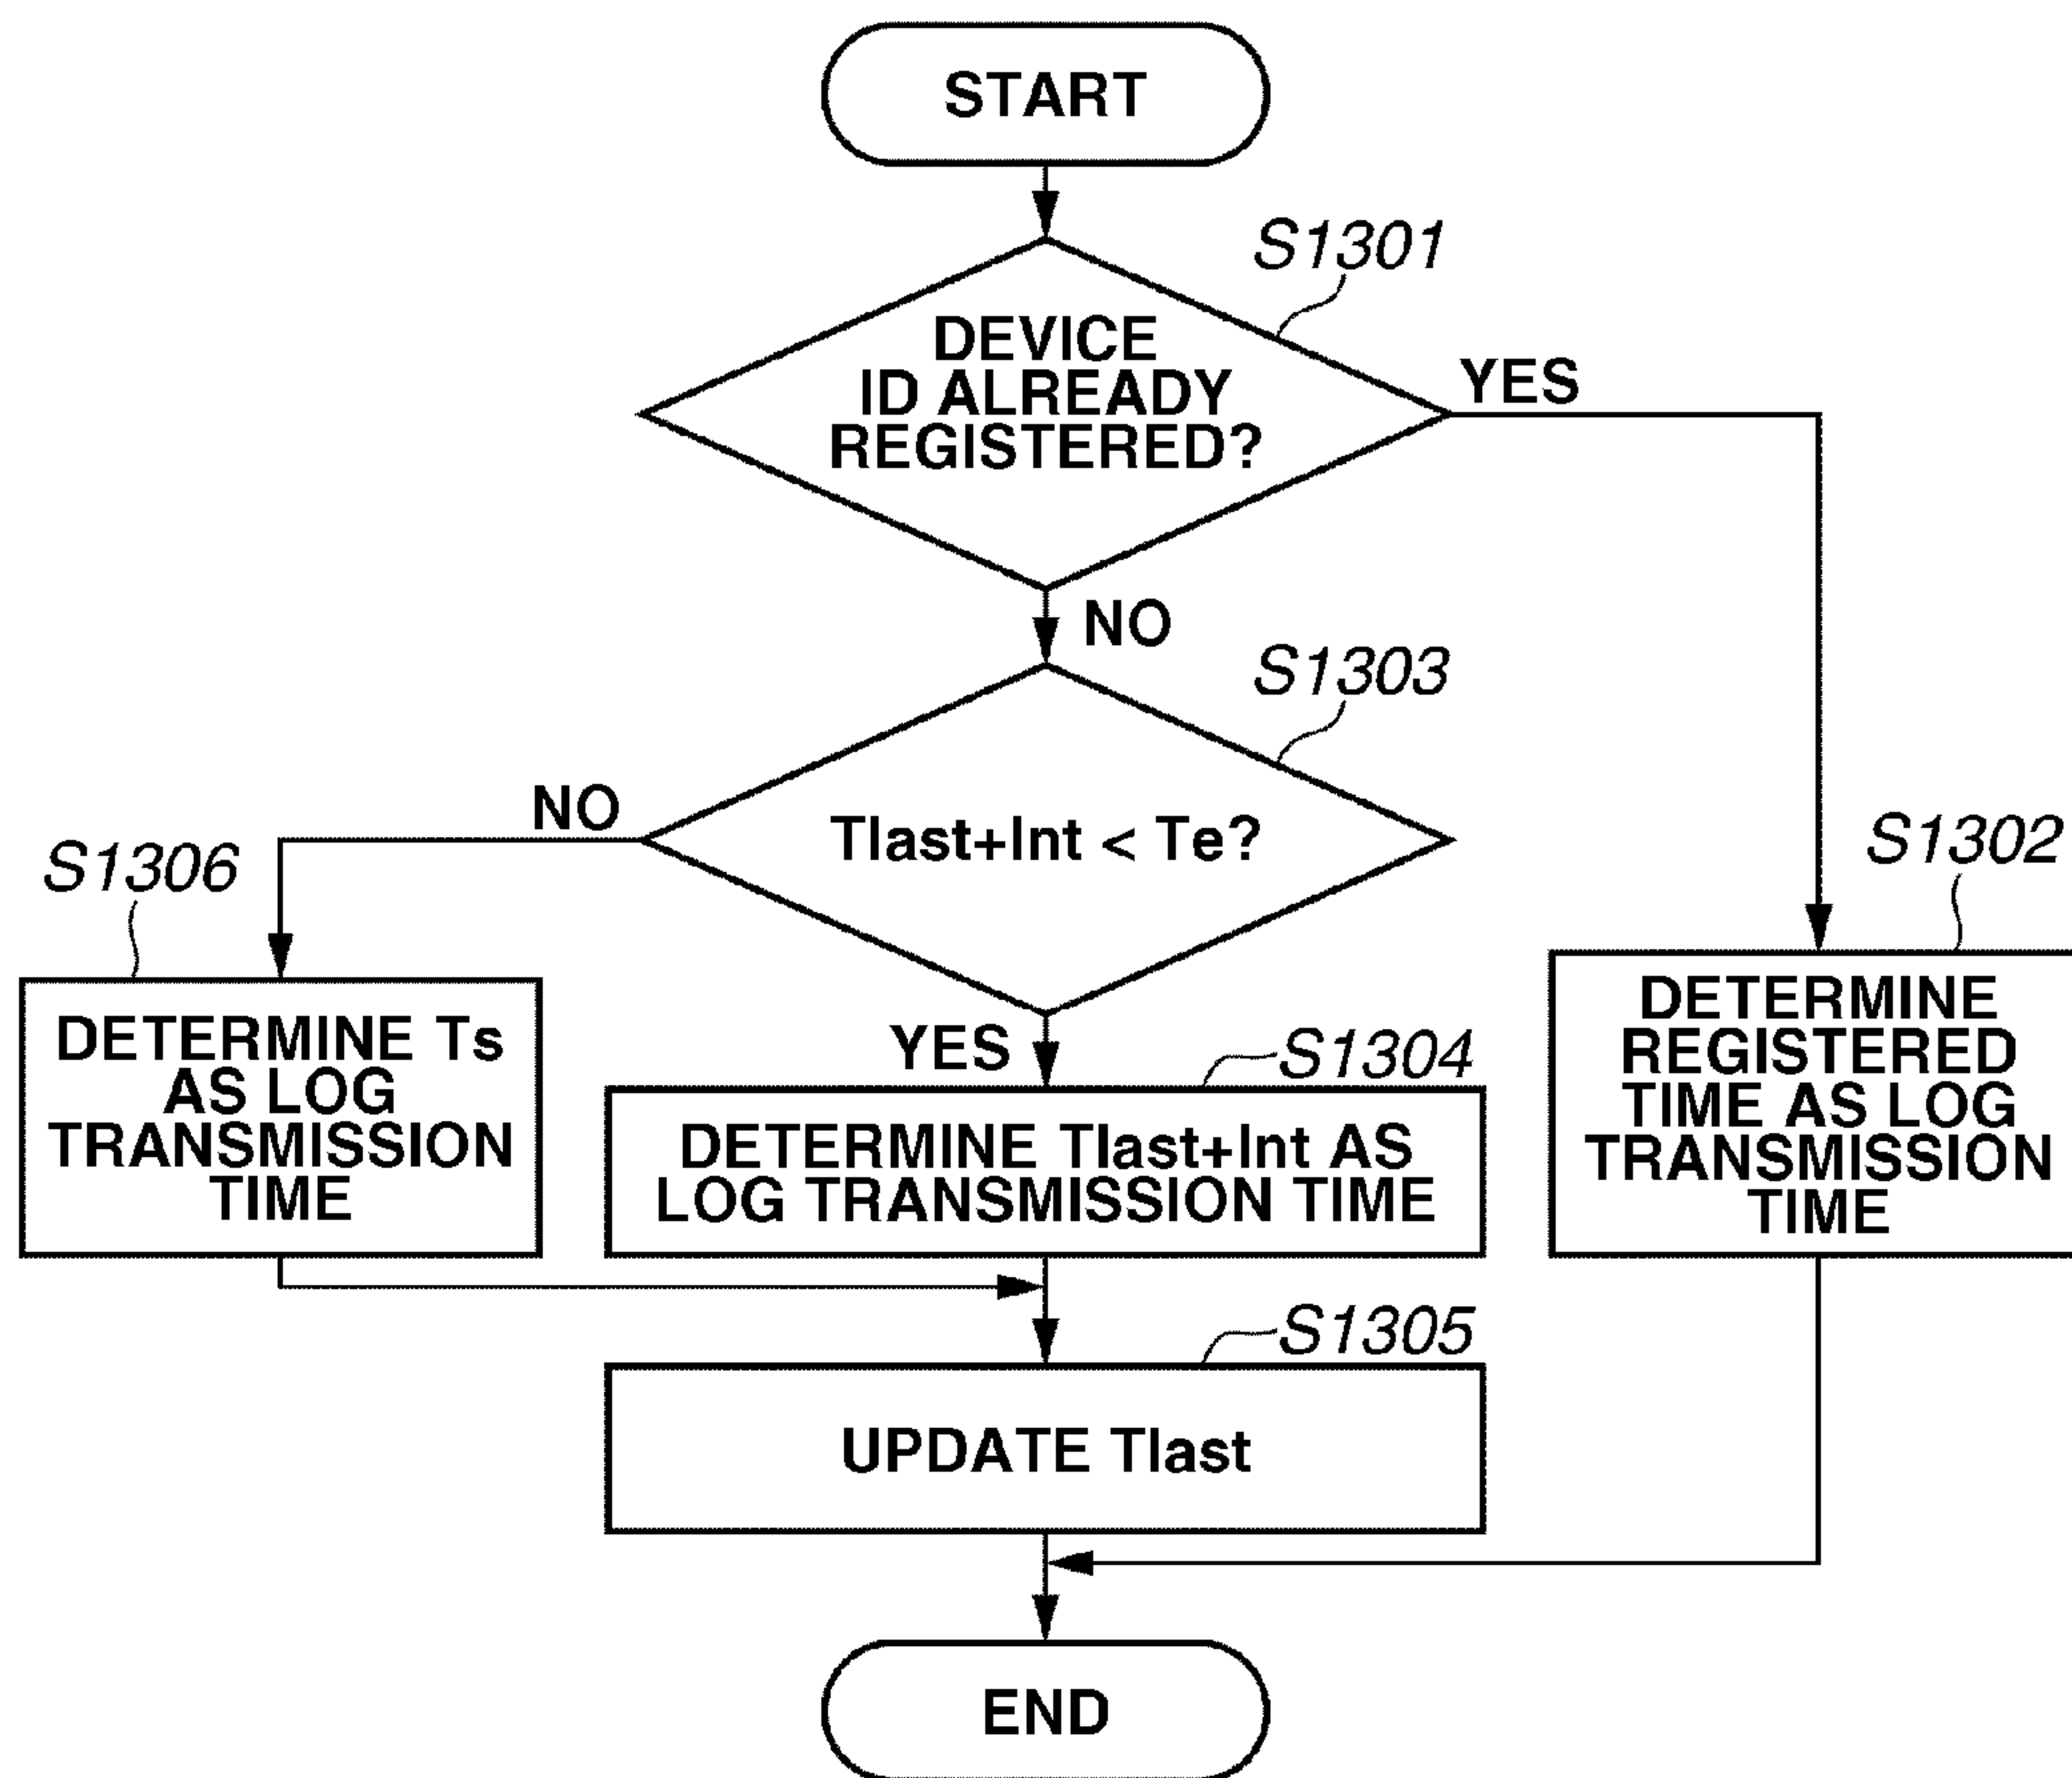 START
S1301
DEVICE
ID ALREADY
REGISTERED?
YES
NO
S1303
Tlast+Int < Te?
NO
S1306
S1302
DETERMINE Ts
AS LOG
TRANSMISSION
TIME
YES
S1304
DETERMINE Tlast+Int AS
LOG TRANSMISSION TIME
DETERMINE
REGISTERED
TIME AS LOG
TRANSMISSION
TIME
S1305
UPDATE Tlast
END